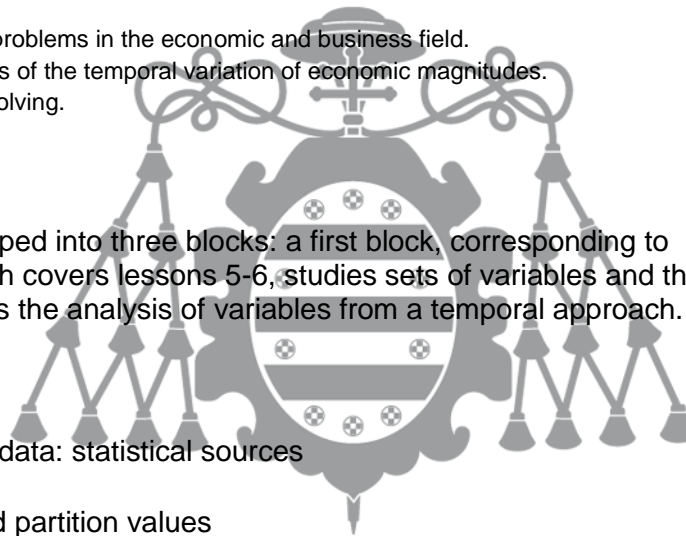 problems in the economic and business field.
s of the temporal variation of economic magnitudes.
olving.
ped into three blocks: a first block, corresponding to
h covers lessons 5-6, studies sets of variables and th
s the analysis of variables from a temporal approach.
data: statistical sources
d partition values